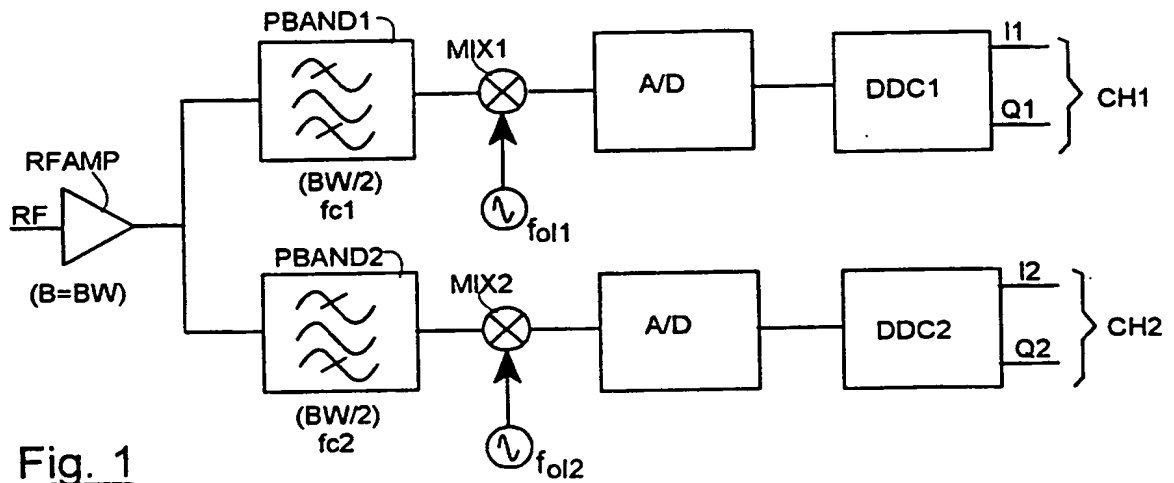 PBAND1
MIX1
A/D
DDC1
I1
Q1
CH1
(BW/2)
fc1
fol1
RFAMP
RF
(B=BW)
PBAND2
MIX2
A/D
DDC2
I2
Q2
CH2
(BW/2)
fc2
fol2
Fig. 1